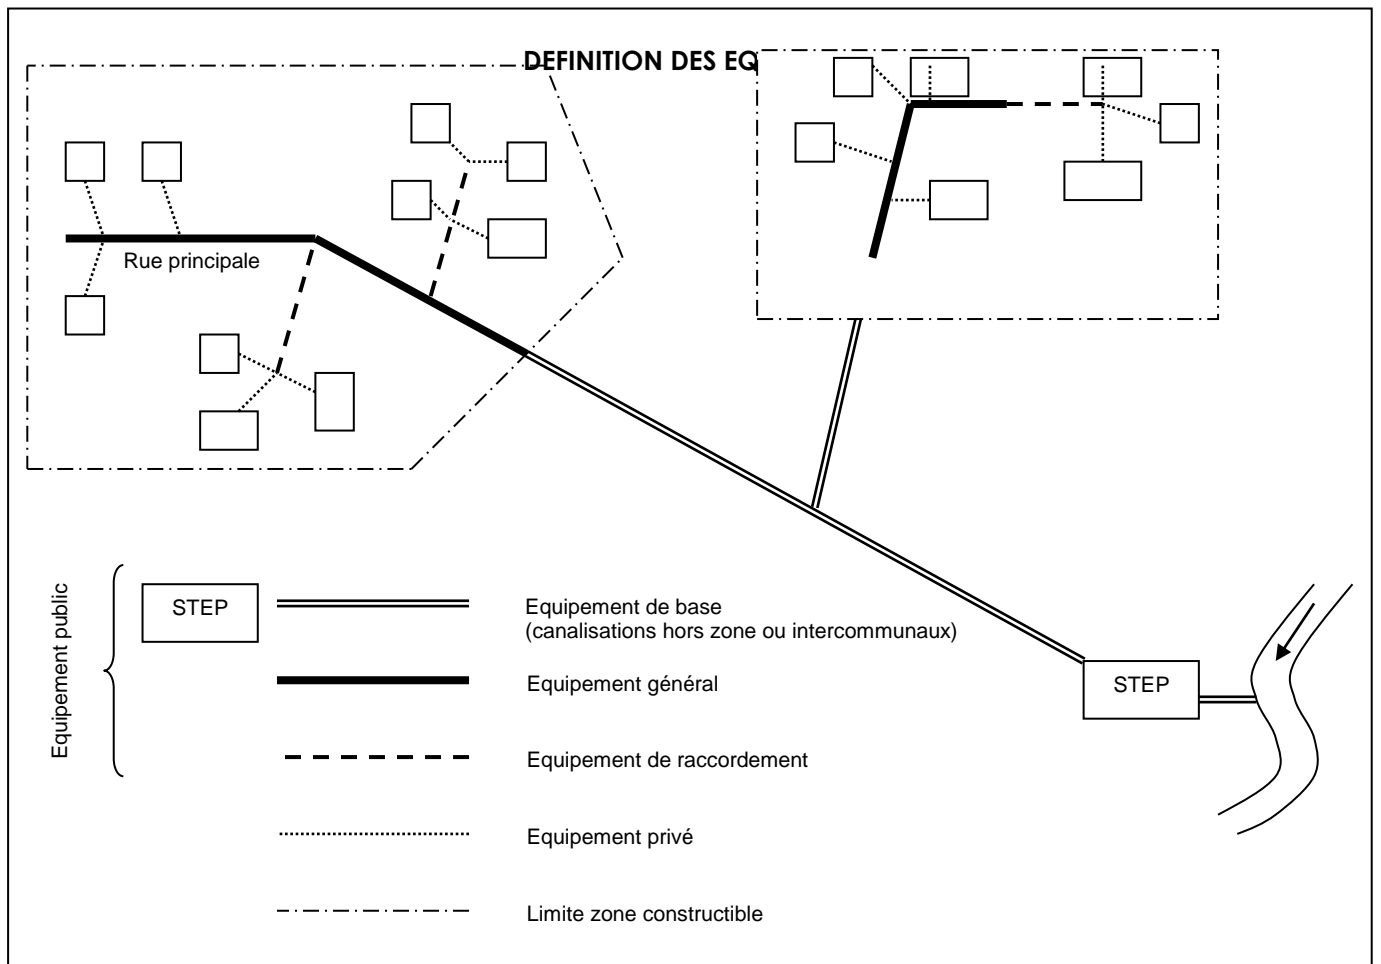 DEFINITION DES EQ
Rue principale
Equipement public
STEP
Equipement de base
(canalisations hors zone ou intercommunaux)
STEP
Equipement général
Equipement de raccordement
Equipement privé
Limite zone constructible